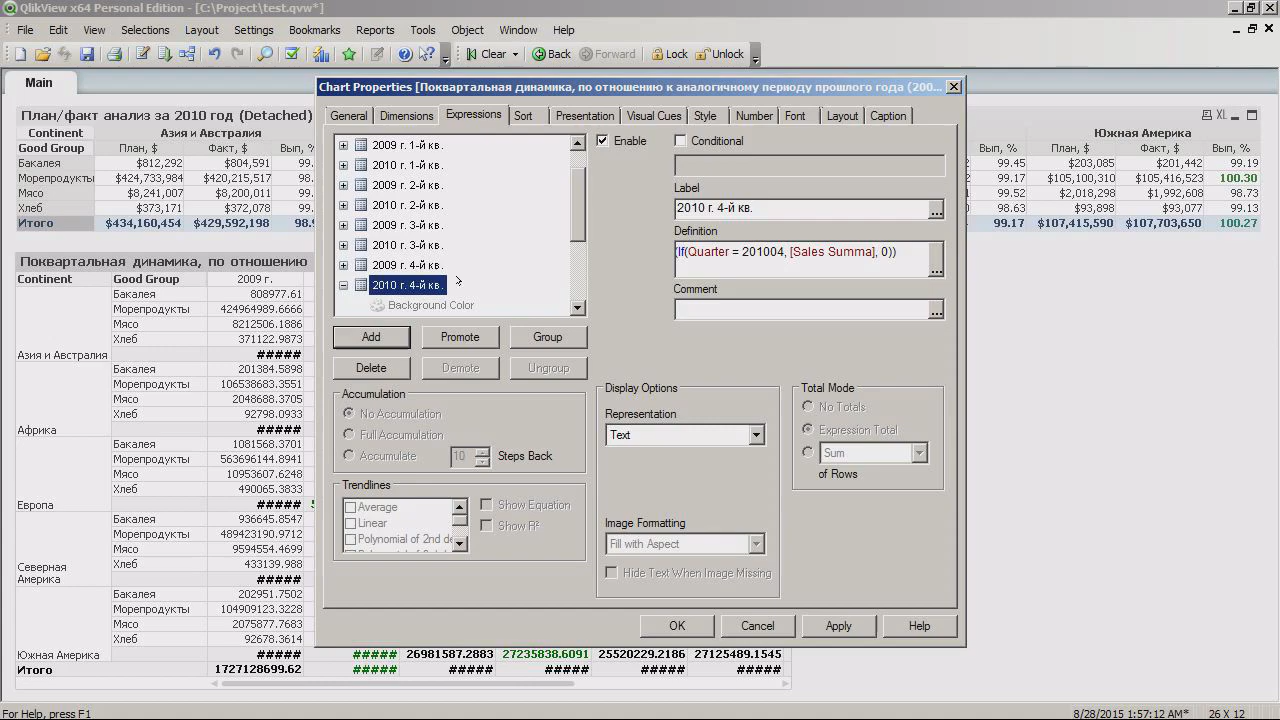 QlikView x64 Personal Edition - [C:\Project\test.qvw*]
File Edit View Selections Layout Settings Bookmarks Reports Tools Object Window Help
Clear Back Forward Lock Unlock
Main
План/факт анализ за 2010 год (Detached)
XL
Continent Азия и Австралия
Южная Америка
Good Group План, $ Факт, $ Вып, %
Вып, % План, $ Факт, $ Вып, %
Бакалея $812,292 $804,591 99.45 $203,085 $201,442 99.19
Морепродукты $424,733,984 $420,215,517 99.17 $105,100,310 $105,416,523 100.30
Мясо $8,241,007 $8,200,011 99.52 $2,018,298 $1,992,608 98.73
Хлеб $373,171 $372,078 98.63 $93,898 $93,077 99.13
Итого $434,160,454 $429,592,198 98.9 99.17 $107,415,590 $107,703,650 100.27
Поквартальная динамика, по отношению
Continent Good Group 2009 г.
Бакалея 808977.61
Морепродукты 424964989.6666
Мясо 8212506.1886
Хлеб 371122.9873
Азия и Австралия #####
Бакалея 201384.5898
Морепродукты 106538683.3551
Мясо 2048688.3705
Хлеб 92798.0933
Африка #####
Бакалея 1081568.3701
Морепродукты 563696144.8941
Мясо 10953607.6248
Хлеб 490065.3833
Европа #####
Бакалея 936645.8547
Морепродукты 489423190.9712
Мясо 9594554.4699
Хлеб 433139.988
Северная
Америка #####
Бакалея 202951.7502
Морепродукты 104909123.3228
Мясо 2075877.7683
Хлеб 92678.3614
Южная Америка ##### ##### 26981587.2883 27235838.6091 25520229.2186 27125489.1545
Итого 1727128699.62 ##### ##### ##### ##### #####
Chart Properties [Поквартальная динамика, по отношению к аналогичному периоду прошлого года (200...
General Dimensions Expressions Sort Presentation Visual Cues Style Number Font Layout Caption
2009 г. 1-й кв.
2010 г. 1-й кв.
2009 г. 2-й кв.
2010 г. 2-й кв.
2009 г. 3-й кв.
2010 г. 3-й кв.
2009 г. 4-й кв.
2010 г. 4-й кв.
Background Color
Add Promote Group
Delete Demote Ungroup
Enable Conditional
Label
2010 г. 4-й кв.
Definition
(If(Quarter = 201004, [Sales Summa], 0))
Comment
Accumulation
No Accumulation
Full Accumulation
Accumulate 10 Steps Back
Trendlines
Average
Linear
Polynomial of 2nd de
Show Equation
Show R²
Display Options
Representation
Text
Image Formatting
Fill with Aspect
Hide Text When Image Missing
Total Mode
No Totals
Expression Total
Sum
of Rows
OK Cancel Apply Help
For Help, press F1
8/28/2015 1:57:12 AM* 26 X 12